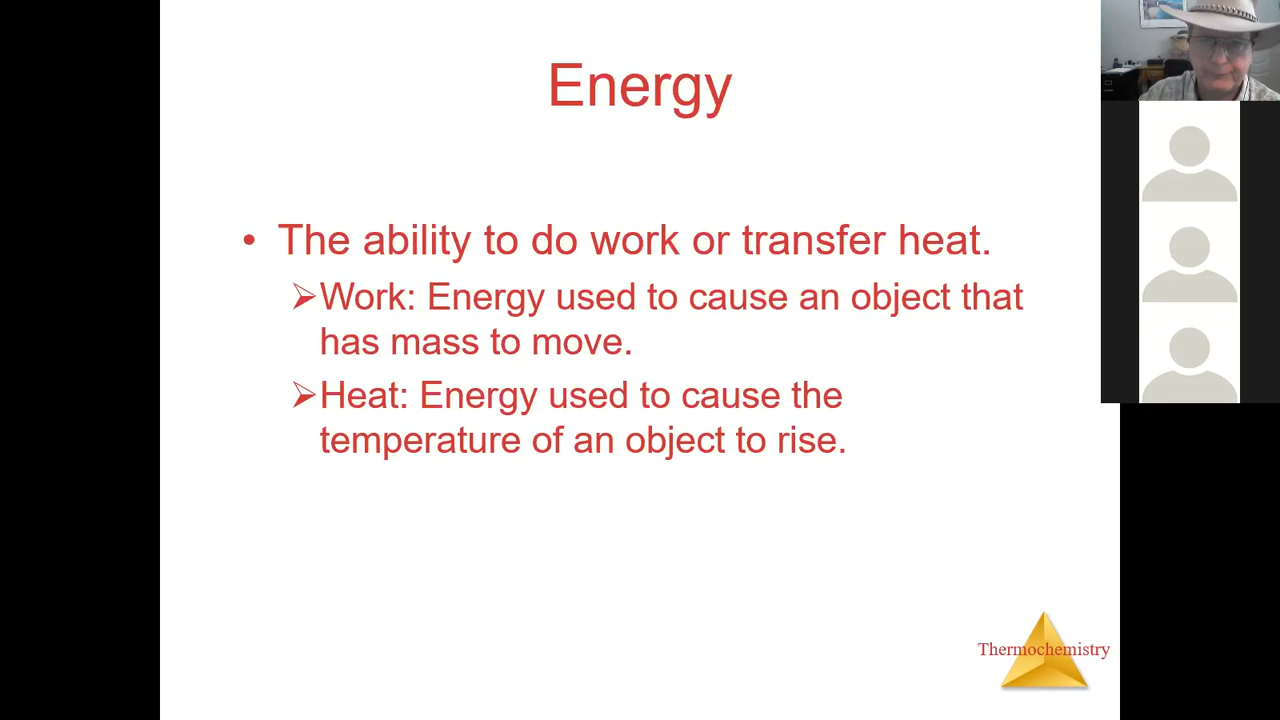 Energy
• The ability to do work or transfer heat.
➢Work: Energy used to cause an object that
has mass to move.
➢Heat: Energy used to cause the
temperature of an object to rise.
Thermochemistry